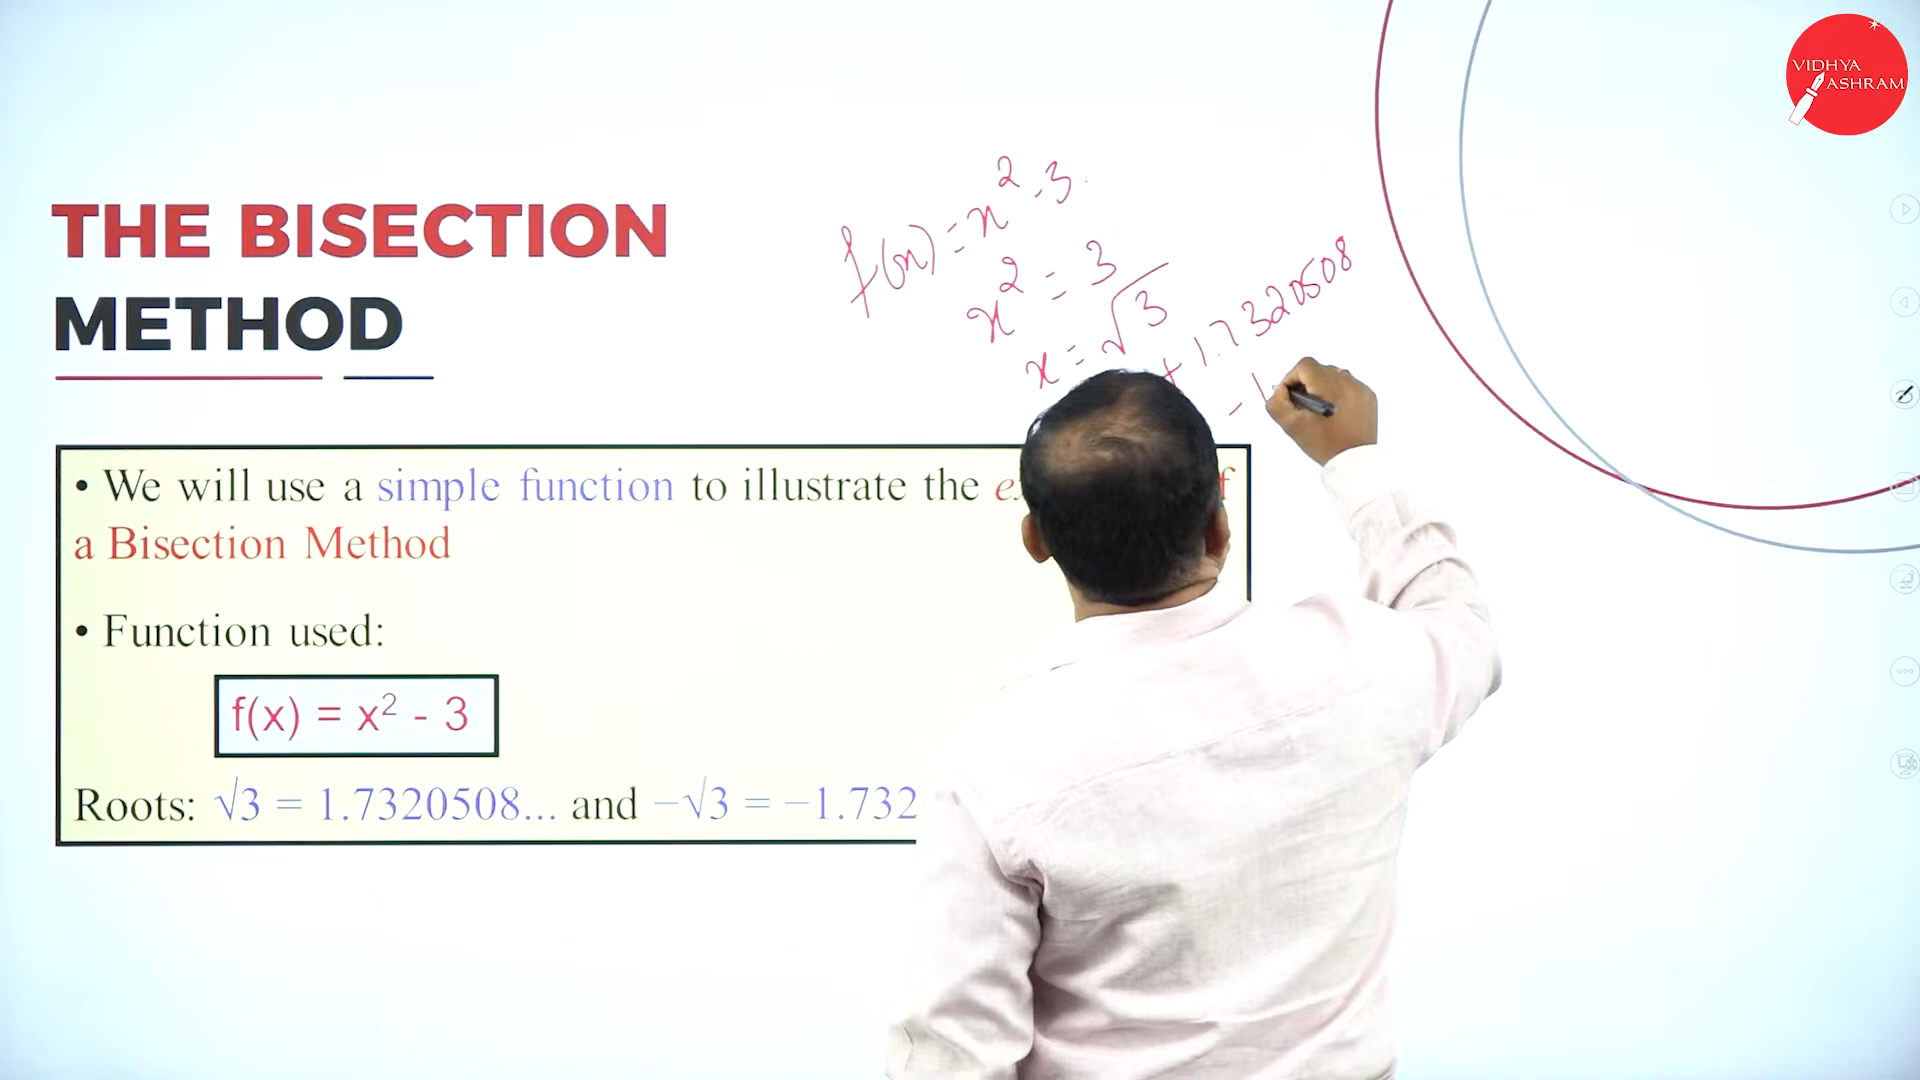 VIDHYA
ASHRAM
THE BISECTION
METHOD
f(x) = x² - 3
x² = 3
x = √3
+ 1.7320508
- 1
• We will use a simple function to illustrate the
a Bisection Method
• Function used:
f(x) = x² - 3
Roots: √3 = 1.7320508... and −√3 = −1.732